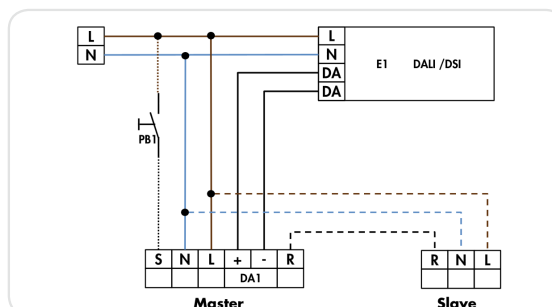 L
L
N
N
E1 DALI /DSI
DA
DA
PB1
S N L + - R
R N L
DA1
Master
Slave